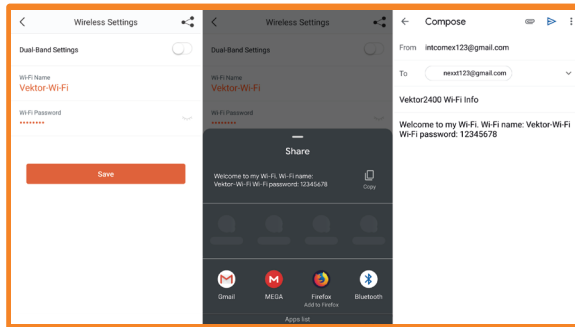 Wireless Settings
Dual-Band Settings
Wi-Fi Name
Vektor-Wi-Fi
Wi-Fi Password
********
Save
Wireless Settings
Dual-Band Settings
Wi-Fi Name
Vektor-Wi-Fi
Wi-Fi Password
********
Share
Welcome to my Wi-Fi. Wi-Fi name:
Vektor-Wi-Fi Wi-Fi password: 12345678
Copy
Gmail
MEGA
Firefox
Add to Firefox
Bluetooth
Apps list
Compose
From intcomex123@gmail.com
To nexxt123@gmail.com
Vektor2400 Wi-Fi Info
Welcome to my Wi-Fi. Wi-Fi name: Vektor-Wi-Fi
Wi-Fi password: 12345678